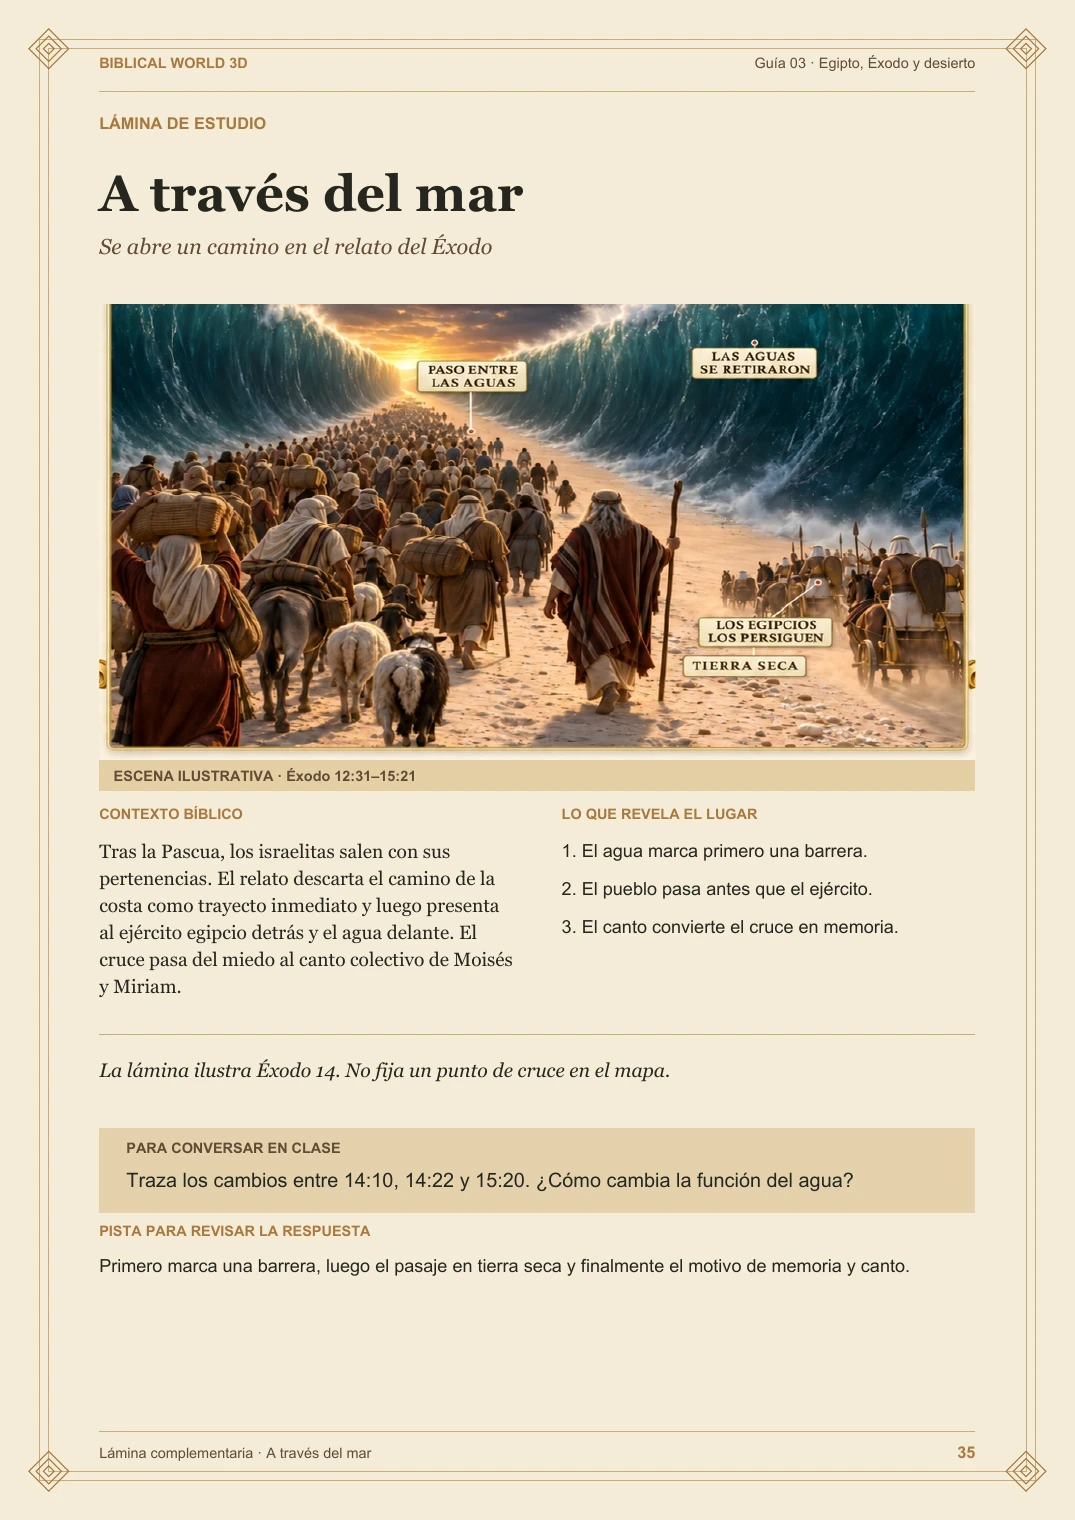 BIBLICAL WORLD 3D
Guía 03 · Egipto, Éxodo y desierto
LÁMINA DE ESTUDIO
A través del mar
Se abre un camino en el relato del Éxodo
PASO ENTRE
LAS AGUAS
LAS AGUAS
SE RETIRARON
LOS EGIPCIOS
LOS PERSIGUEN
TIERRA SECA
ESCENA ILUSTRATIVA · Éxodo 12:31–15:21
CONTEXTO BÍBLICO
Tras la Pascua, los israelitas salen con sus
pertenencias. El relato descarta el camino de la
costa como trayecto inmediato y luego presenta
al ejército egipcio detrás y el agua delante. El
cruce pasa del miedo al canto colectivo de Moisés
y Miriam.
LO QUE REVELA EL LUGAR
1. El agua marca primero una barrera.
2. El pueblo pasa antes que el ejército.
3. El canto convierte el cruce en memoria.
La lámina ilustra Éxodo 14. No fija un punto de cruce en el mapa.
PARA CONVERSAR EN CLASE
Traza los cambios entre 14:10, 14:22 y 15:20. ¿Cómo cambia la función del agua?
PISTA PARA REVISAR LA RESPUESTA
Primero marca una barrera, luego el pasaje en tierra seca y finalmente el motivo de memoria y canto.
Lámina complementaria · A través del mar
35